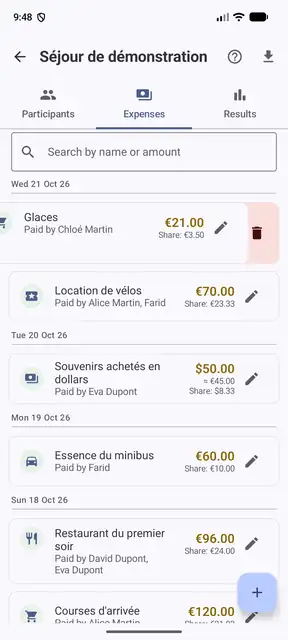 9:48
Séjour de démonstration
Participants
Expenses
Results
Search by name or amount
Wed 21 Oct 26
Glaces
Paid by Chloé Martin
€21.00
Share: €3.50
Location de vélos
Paid by Alice Martin, Farid
€70.00
Share: €23.33
Tue 20 Oct 26
Souvenirs achetés en
dollars
Paid by Eva Dupont
$50.00
≈ €45.00
Share: $8.33
Mon 19 Oct 26
Essence du minibus
Paid by Farid
€60.00
Share: €10.00
Sun 18 Oct 26
Restaurant du premier
soir
Paid by David Dupont,
Eva Dupont
€96.00
Share: €24.00
Courses d'arrivée
Paid by Alice Martin
€120.00